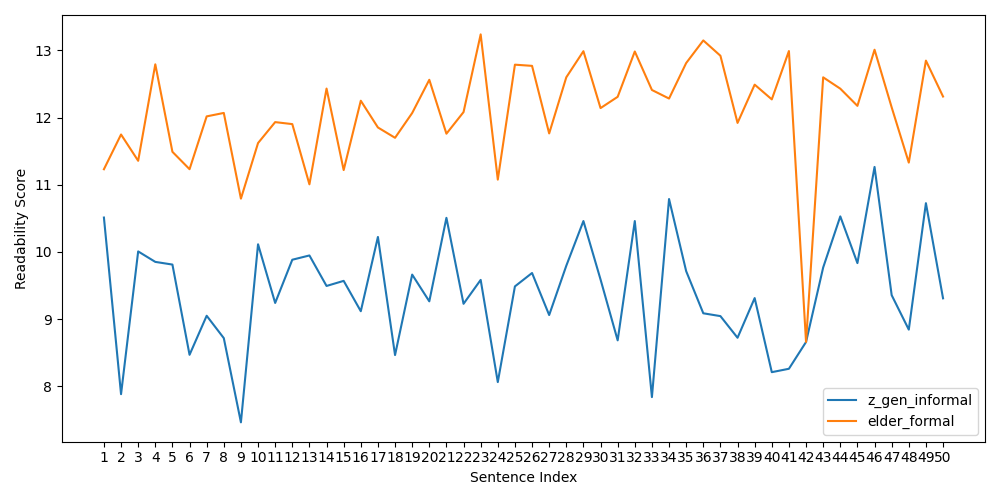 13
12
11
10
9
8
Readability Score
1 2 3 4 5 6 7 8 9 10 11 12 13 14 15 16 17 18 19 20 21 22 23 24 25 26 27 28 29 30 31 32 33 34 35 36 37 38 39 40 41 42 43 44 45 46 47 48 49 50
Sentence Index
z_gen_informal
elder_formal